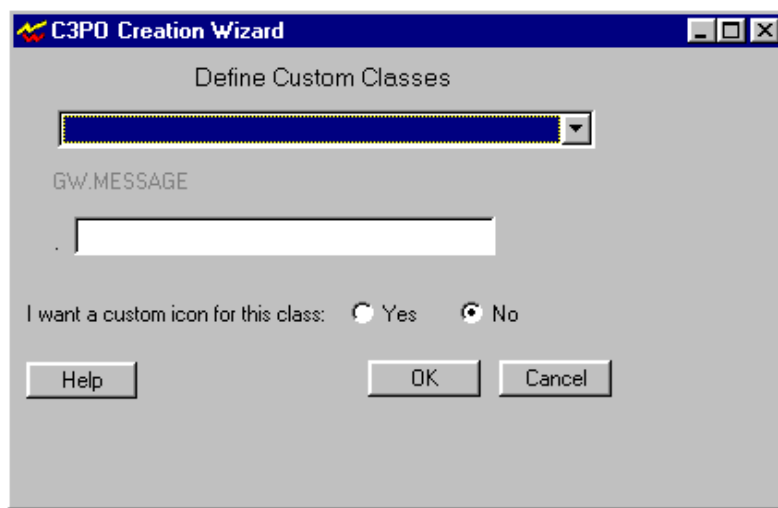 C3PO Creation Wizard
Define Custom Classes
GW.MESSAGE
.
I want a custom icon for this class: Yes No
Help OK Cancel